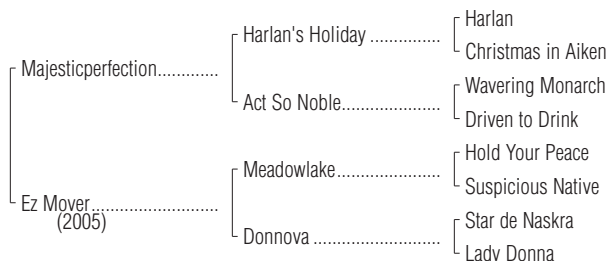 Harlan
Harlan's Holiday ...............
Christmas in Aiken
Majesticperfection.............
Wavering Monarch
Act So Noble.....................
Driven to Drink
Hold Your Peace
Meadowlake......................
Suspicious Native
Ez Mover...........................
(2005)
Star de Naskra
Donnova ...........................
Lady Donna